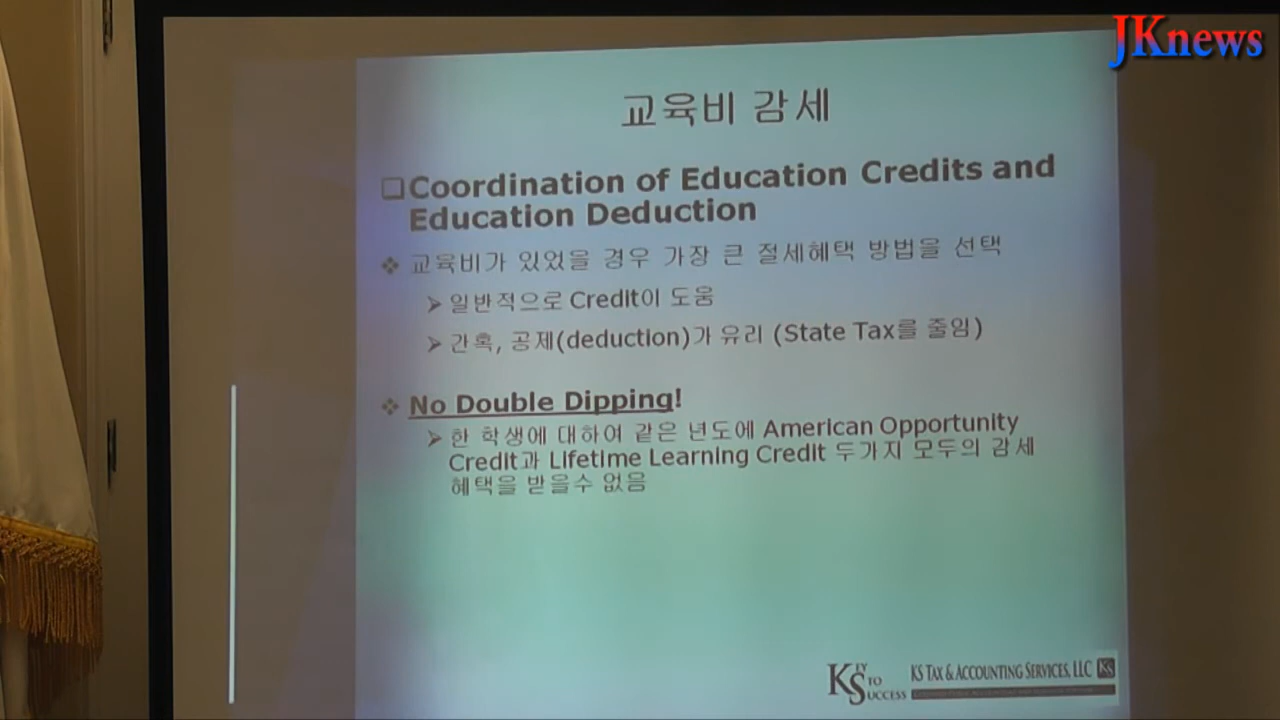 JKnews
교육비 감세
❑Coordination of Education Credits and
Education Deduction
❖ 교육비가 있었을 경우 가장 큰 절세혜택 방법을 선택
➢ 일반적으로 Credit이 도움
➢ 간혹, 공제(deduction)가 유리 (State Tax를 줄임)
❖ No Double Dipping!
➢ 한 학생에 대하여 같은 년도에 American Opportunity
Credit과 Lifetime Learning Credit 두가지 모두의 감세
혜택을 받을수 없음
KEY TO SUCCESS
KS TAX & ACCOUNTING SERVICES, LLC KS